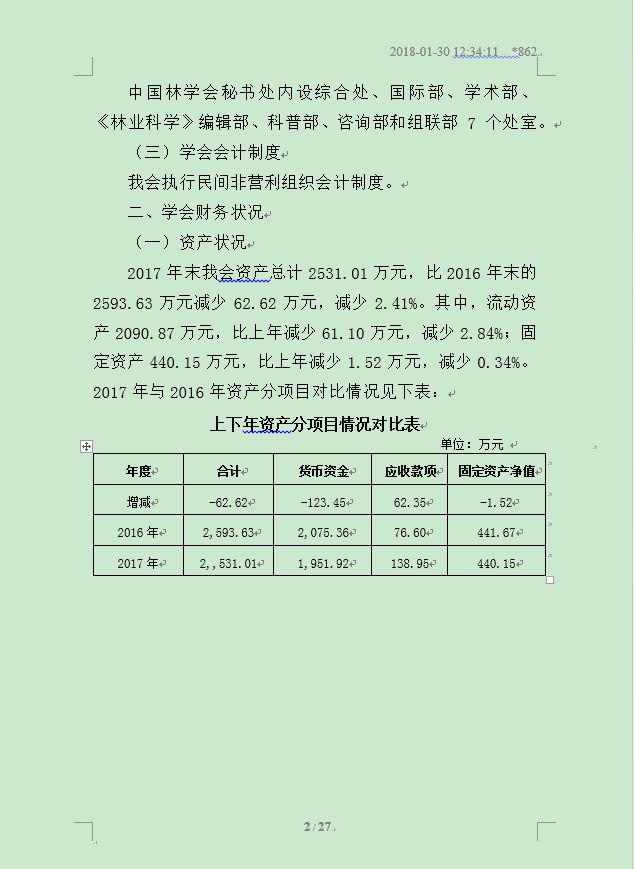 2018-01-30 12:34:11 *862
中国林学会秘书处内设综合处、国际部、学术部、
《林业科学》编辑部、科普部、咨询部和组联部 7 个处室。
（三）学会会计制度
我会执行民间非营利组织会计制度。
二、学会财务状况
（一）资产状况
2017 年末我会资产总计 2531.01 万元，比 2016 年末的
2593.63 万元减少 62.62 万元，减少 2.41%。其中，流动资
产 2090.87 万元，比上年减少 61.10 万元，减少 2.84%；固
定资产 440.15 万元，比上年减少 1.52 万元，减少 0.34%。
2017 年与 2016 年资产分项目对比情况见下表：
上下年资产分项目情况对比表
单位：万元
年度 合计 货币资金 应收款项 固定资产净值
增减 -62.62 -123.45 62.35 -1.52
2016 年 2,593.63 2,075.36 76.60 441.67
2017 年 2,,531.01 1,951.92 138.95 440.15
2 / 27